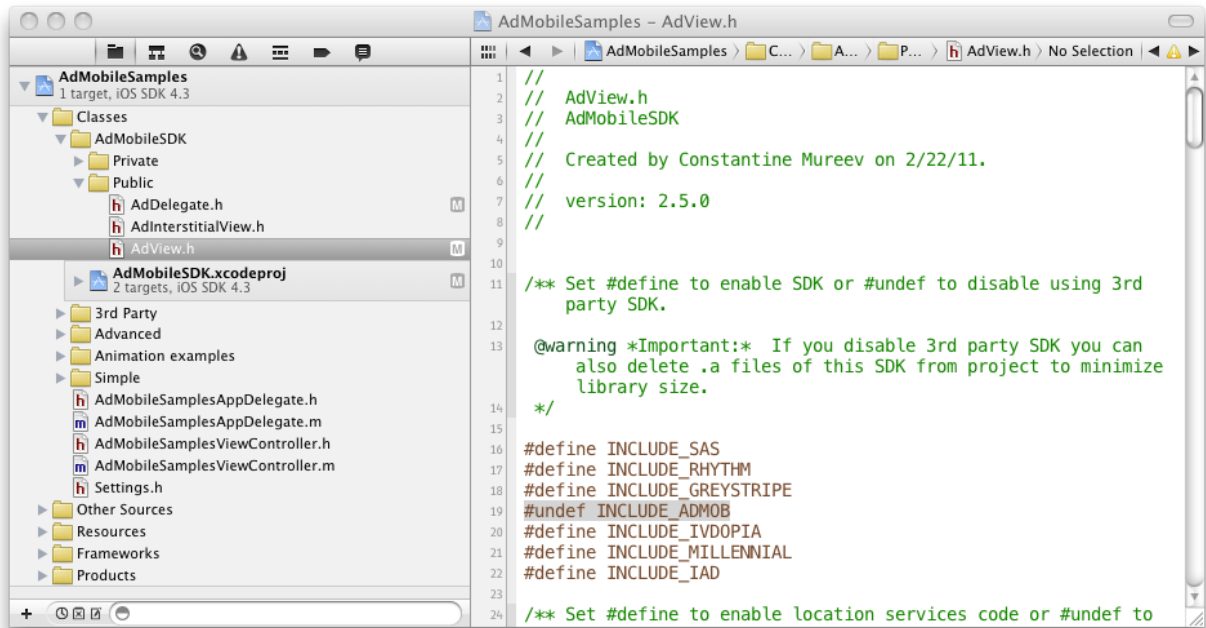 AdMobileSamples – AdView.h
AdMobileSamples C... A... P... h AdView.h No Selection
AdMobileSamples
1 target, iOS SDK 4.3
Classes
AdMobileSDK
Private
Public
h AdDelegate.h M
h AdInterstitialView.h
h AdView.h M
AdMobileSDK.xcodeproj M
2 targets, iOS SDK 4.3
3rd Party
Advanced
Animation examples
Simple
h AdMobileSamplesAppDelegate.h
m AdMobileSamplesAppDelegate.m
h AdMobileSamplesViewController.h
m AdMobileSamplesViewController.m
h Settings.h
Other Sources
Resources
Frameworks
Products
1 //
2 //  AdView.h
3 //  AdMobileSDK
4 //
5 //  Created by Constantine Mureev on 2/22/11.
6 //
7 //  version: 2.5.0
8 //
9
10
11 /** Set #define to enable SDK or #undef to disable using 3rd
party SDK.
12
13 @warning *Important:*  If you disable 3rd party SDK you can
also delete .a files of this SDK from project to minimize
library size.
14 */
15
16 #define INCLUDE_SAS
17 #define INCLUDE_RHYTHM
18 #define INCLUDE_GREYSTRIPE
19 #undef INCLUDE_ADMOB
20 #define INCLUDE_IVDOPIA
21 #define INCLUDE_MILLENNIAL
22 #define INCLUDE_IAD
23
24 /** Set #define to enable location services code or #undef to